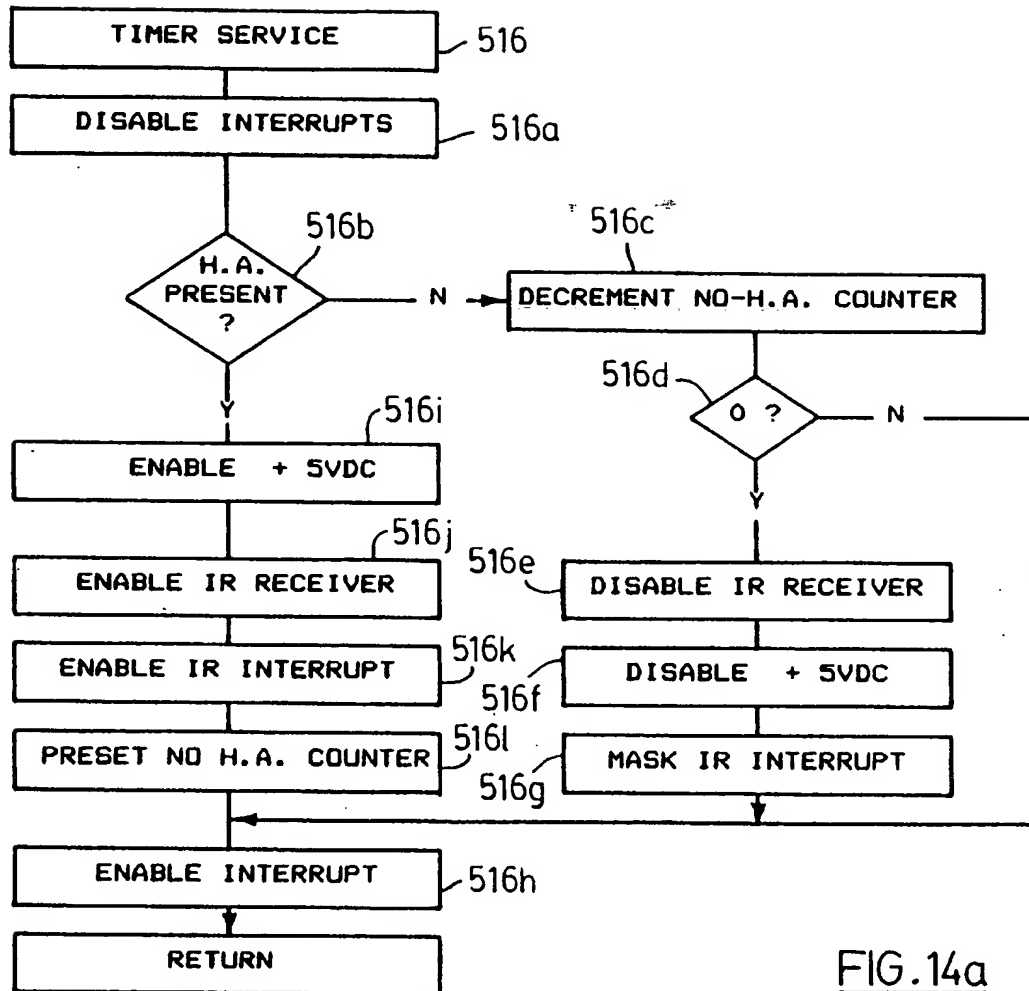 TIMER SERVICE
516
DISABLE INTERRUPTS
516a
516b
H.A.
PRESENT
?
N
516c
DECREMENT NO-H.A. COUNTER
516d
O ?
N
Y
516i
ENABLE + 5VDC
Y
516j
ENABLE IR RECEIVER
516e
DISABLE IR RECEIVER
ENABLE IR INTERRUPT
516k
516f
DISABLE + 5VDC
PRESET NO H.A. COUNTER
516l
516g
MASK IR INTERRUPT
ENABLE INTERRUPT
516h
RETURN
FIG.14a